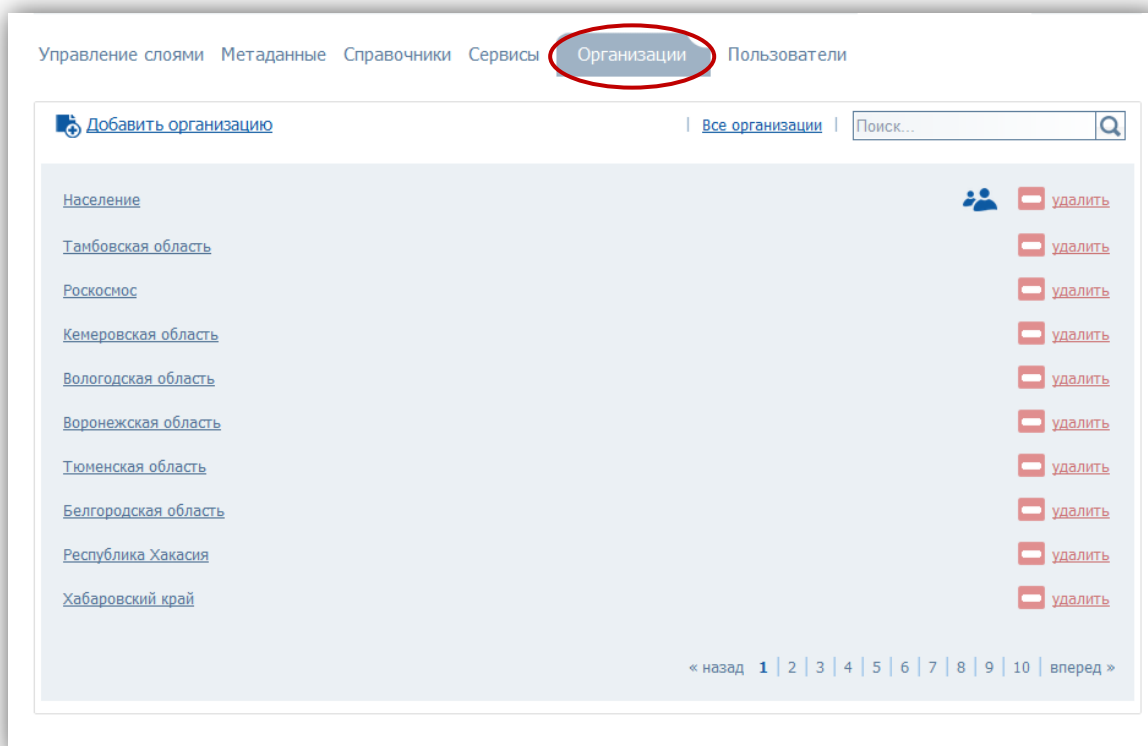 Управление слоями Метаданные Справочники Сервисы Организации Пользователи
Добавить организацию | Все организации | Поиск...
Население удалить
Тамбовская область удалить
Роскосмос удалить
Кемеровская область удалить
Вологодская область удалить
Воронежская область удалить
Тюменская область удалить
Белгородская область удалить
Республика Хакасия удалить
Хабаровский край удалить
« назад 1 | 2 | 3 | 4 | 5 | 6 | 7 | 8 | 9 | 10 | вперед »